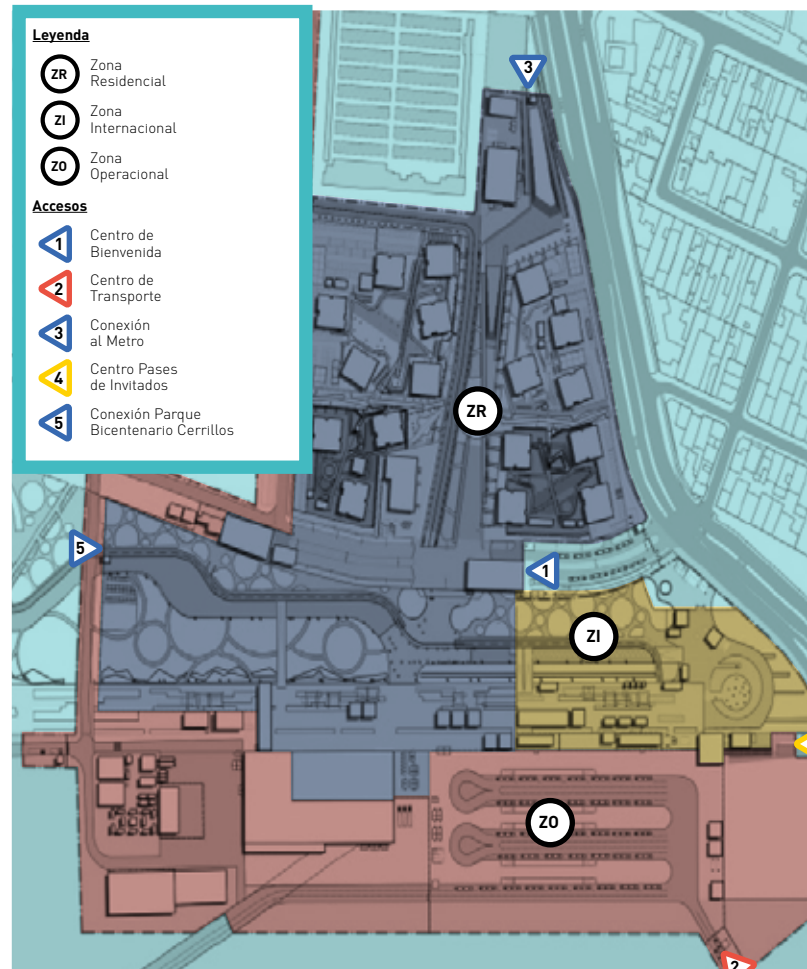 Leyenda
ZR
Zona
Residencial
ZI
Zona
Internacional
ZO
Zona
Operacional
Accesos
1
Centro de
Bienvenida
2
Centro de
Transporte
3
Conexión
al Metro
4
Centro Pases
de Invitados
5
Conexión Parque
Bicentenario Cerrillos
3
ZR
5
1
ZI
ZO
2